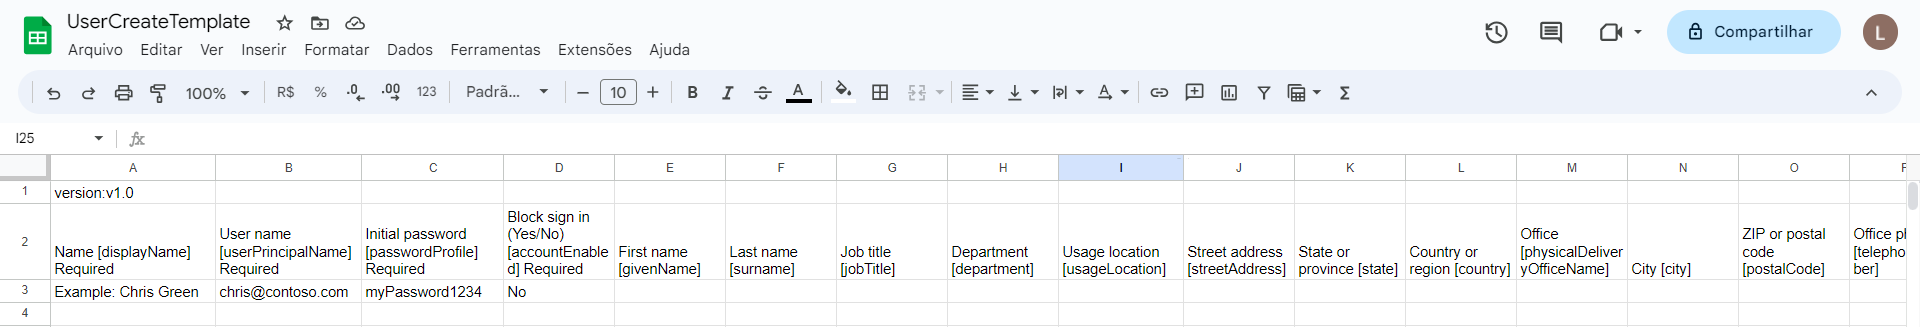 UserCreateTemplate
Arquivo Editar Ver Inserir Formatar Dados Ferramentas Extensões Ajuda
Compartilhar
L
100% R$ % .0 .00 123 Padrã... 10 B I S A Σ
I25 fx
A B C D E F G H I J K L M N O
1 version:v1.0
2
Name [displayName]
Required
User name
[userPrincipalName]
Required
Initial password
[passwordProfile]
Required
Block sign in
(Yes/No)
[accountEnable
d] Required
First name
[givenName]
Last name
[surname]
Job title
[jobTitle]
Department
[department]
Usage location
[usageLocation]
Street address
[streetAddress]
State or
province [state]
Country or
region [country]
Office
[physicalDeliver
yOfficeName]
City [city]
ZIP or postal
code
[postalCode]
Office ph
[telepho
ber]
3 Example: Chris Green chris@contoso.com myPassword1234 No
4